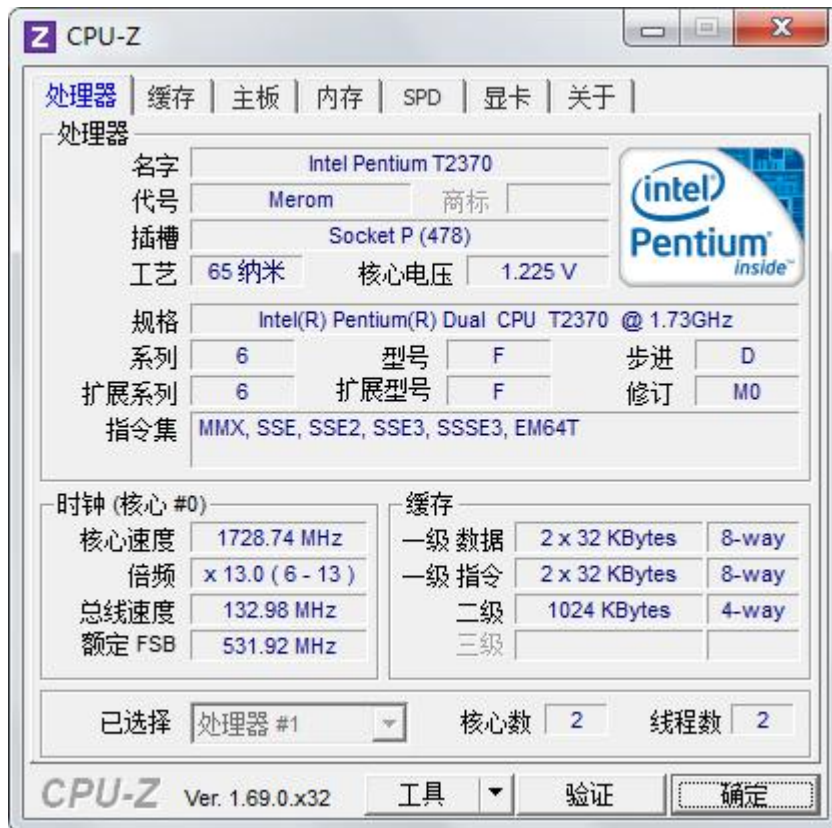 CPU-Z
处理器 缓存 主板 内存 SPD 显卡 关于
处理器
名字 Intel Pentium T2370
代号 Merom 商标
插槽 Socket P (478)
工艺 65 纳米 核心电压 1.225 V
intel Pentium inside™
规格 Intel(R) Pentium(R) Dual CPU T2370 @ 1.73GHz
系列 6 型号 F 步进 D
扩展系列 6 扩展型号 F 修订 M0
指令集 MMX, SSE, SSE2, SSE3, SSSE3, EM64T
时钟 (核心 #0) 缓存
核心速度 1728.74 MHz 一级 数据 2 x 32 KBytes 8-way
倍频 x 13.0 ( 6 - 13 ) 一级 指令 2 x 32 KBytes 8-way
总线速度 132.98 MHz 二级 1024 KBytes 4-way
额定 FSB 531.92 MHz 三级
已选择 处理器 #1 核心数 2 线程数 2
CPU-Z Ver. 1.69.0.x32 工具 验证 确定